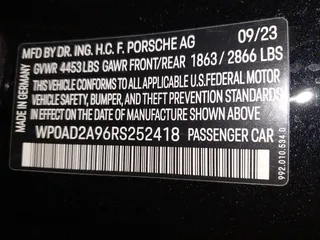 MFD BY DR. ING. H.C. F. PORSCHE AG 09/23
GVWR 4453 LBS GAWR FRONT/REAR 1863 / 2866 LBS
THIS VEHICLE CONFORMS TO ALL APPLICABLE U.S. FEDERAL MOTOR
VEHICLE SAFETY, BUMPER, AND THEFT PREVENTION STANDARDS
IN EFFECT ON THE DATE OF MANUFACTURE SHOWN ABOVE
WP0AD2A96RS252418 PASSENGER CAR
MADE IN GERMANY
992.010.584.0